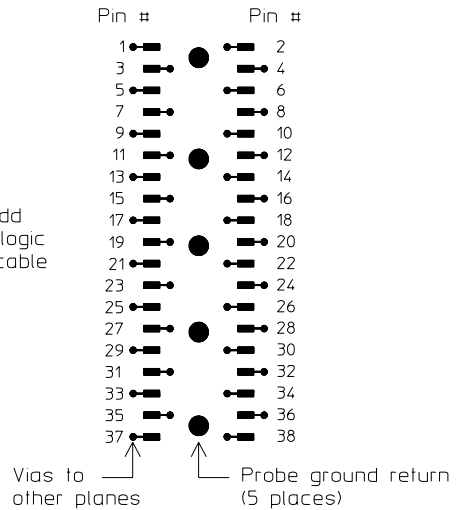 Pin # Pin #
1 2
3 4
5 6
7 8
9 10
11 12
13 14
15 16
17 18
19 20
21 22
23 24
25 26
27 28
29 30
31 32
33 34
35 36
37 38
dd
logic
cable
Vias to
other planes
Probe ground return
(5 places)